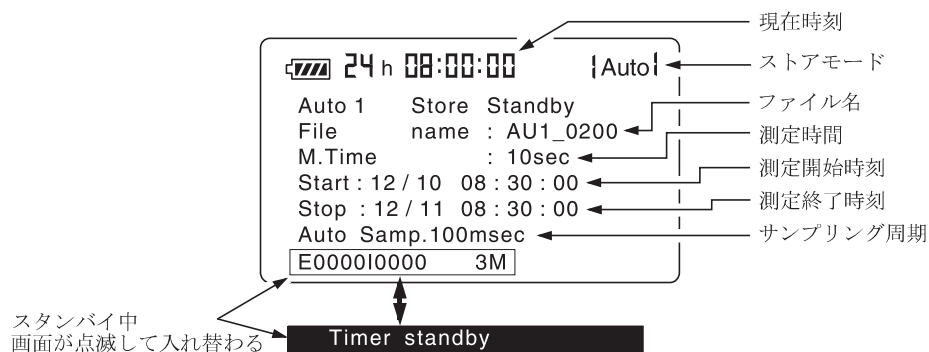 現在時刻
24 h 08:00:00 Auto1
ストアモード
Auto 1 Store Standby
File name : AU1_0200
ファイル名
M.Time : 10sec
測定時間
Start : 12 / 10 08 : 30 : 00
測定開始時刻
Stop : 12 / 11 08 : 30 : 00
測定終了時刻
Auto Samp.100msec
サンプリング周期
E0000I0000 3M
スタンバイ中
画面が点滅して入れ替わる
Timer standby